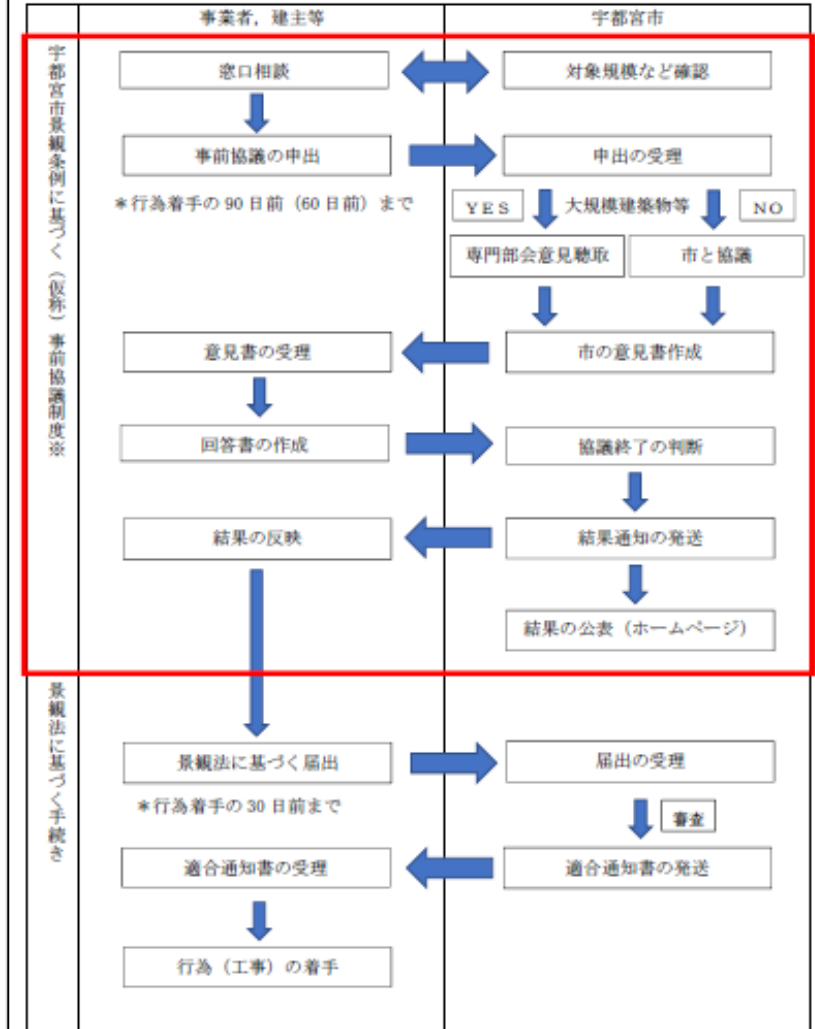 事業者，建主等
宇都宮市
宇都宮市景観条例に基づく（仮称）事前協議制度※
窓口相談
対象規模など確認
事前協議の申出
申出の受理
＊行為着手の 90 日前（60 日前）まで
ＹＥＳ
大規模建築物等
ＮＯ
専門部会意見聴取
市と協議
意見書の受理
市の意見書作成
回答書の作成
協議終了の判断
結果の反映
結果通知の発送
結果の公表（ホームページ）
景観法に基づく手続き
景観法に基づく届出
届出の受理
＊行為着手の 30 日前まで
審査
適合通知書の受理
適合通知書の発送
行為（工事）の着手